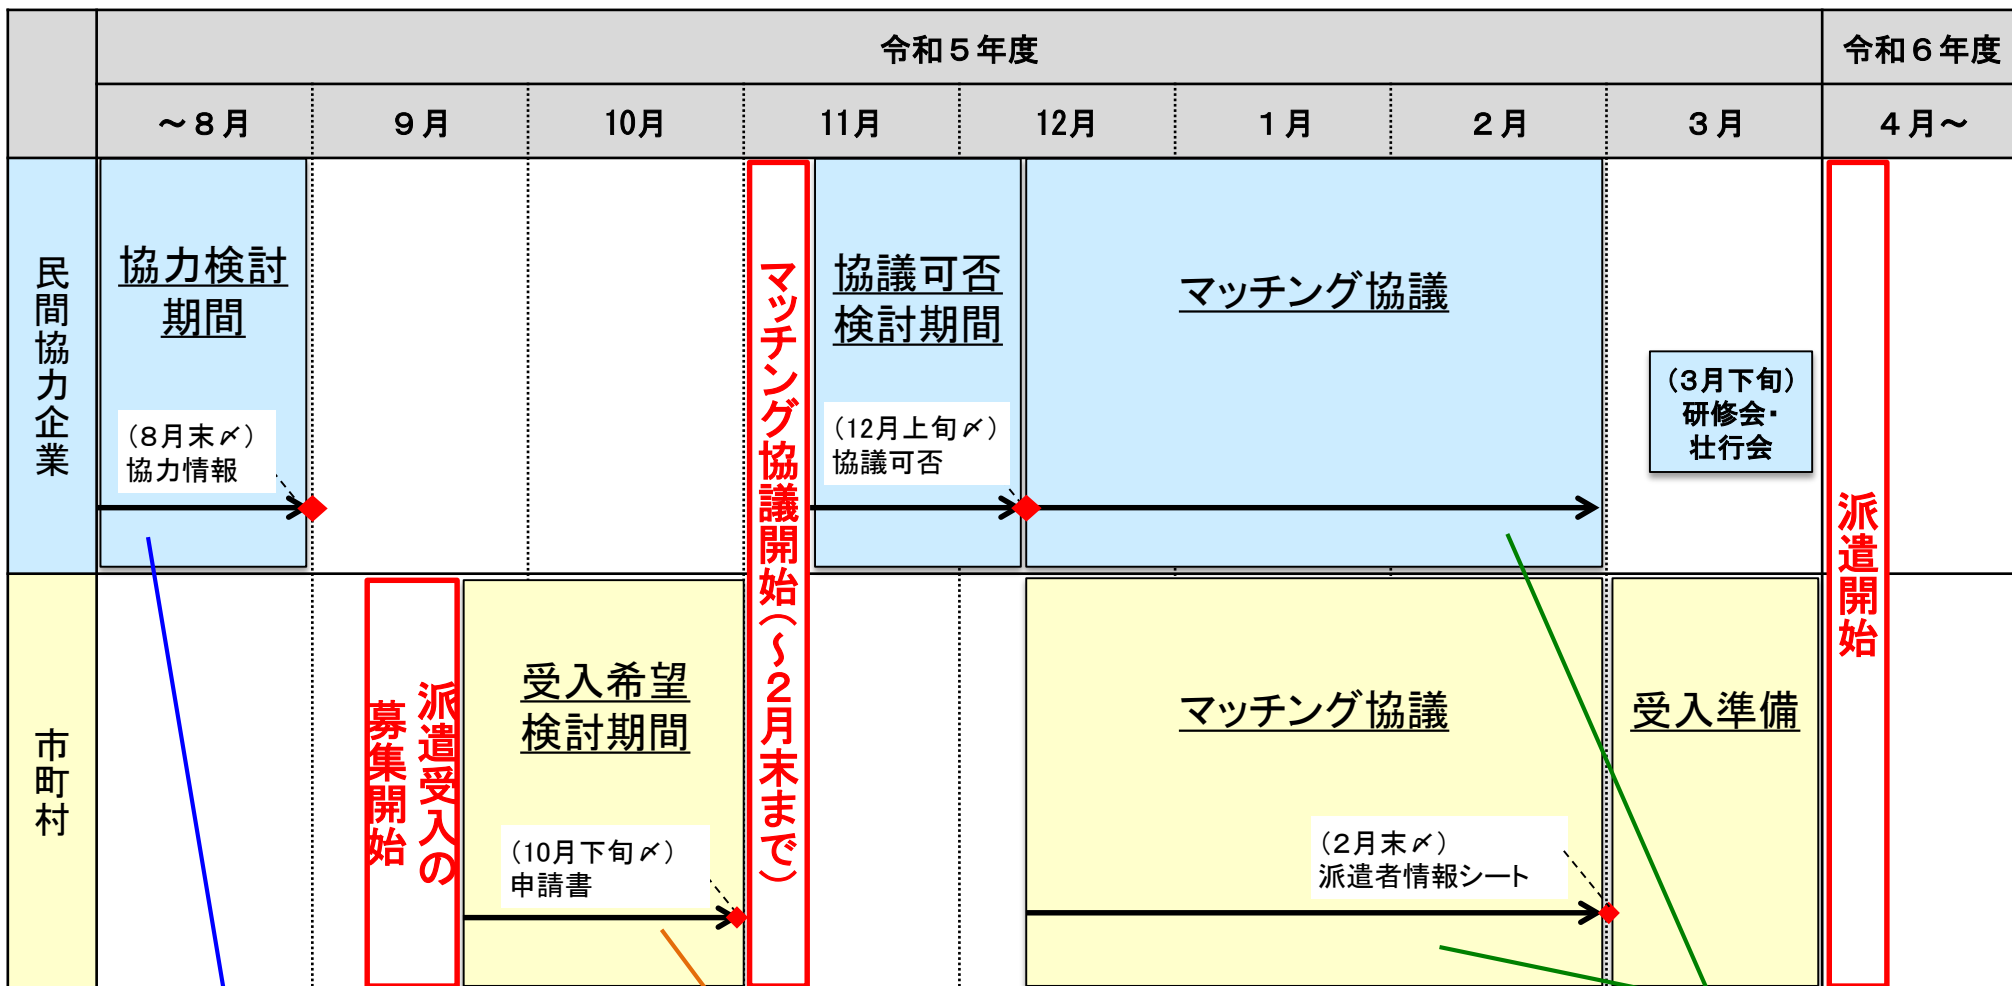 令和５年度
令和６年度
～８月
９月
10月
11月
12月
１月
２月
３月
４月～
民間協力企業
協力検討
期間
（８月末〆）
協力情報
マッチング協議開始（～２月末まで）
協議可否
検討期間
（12月上旬〆）
協議可否
マッチング協議
（３月下旬）
研修会・
壮行会
派遣開始
市町村
派遣受入の
募集開始
受入希望
検討期間
（10月下旬〆）
申請書
マッチング協議
（２月末〆）
派遣者情報シート
受入準備